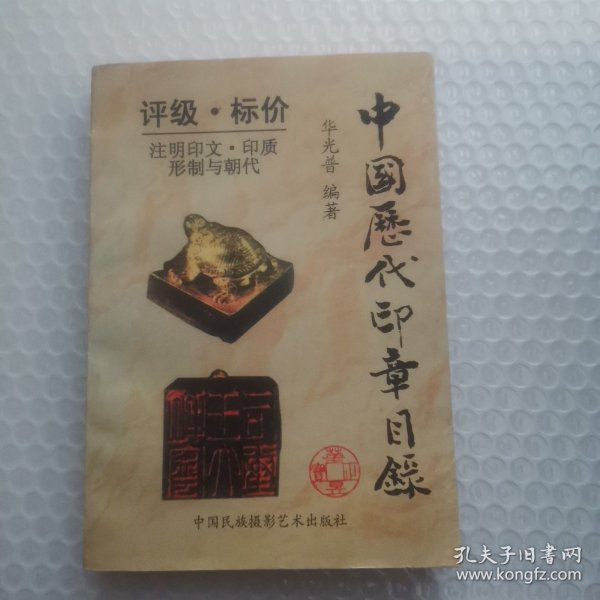 评级·标价
注明印文·印质
形制与朝代
中國歷代印章目錄
华光普 编著
中国民族摄影艺术出版社
孔夫子旧书网
www.kongfz.com